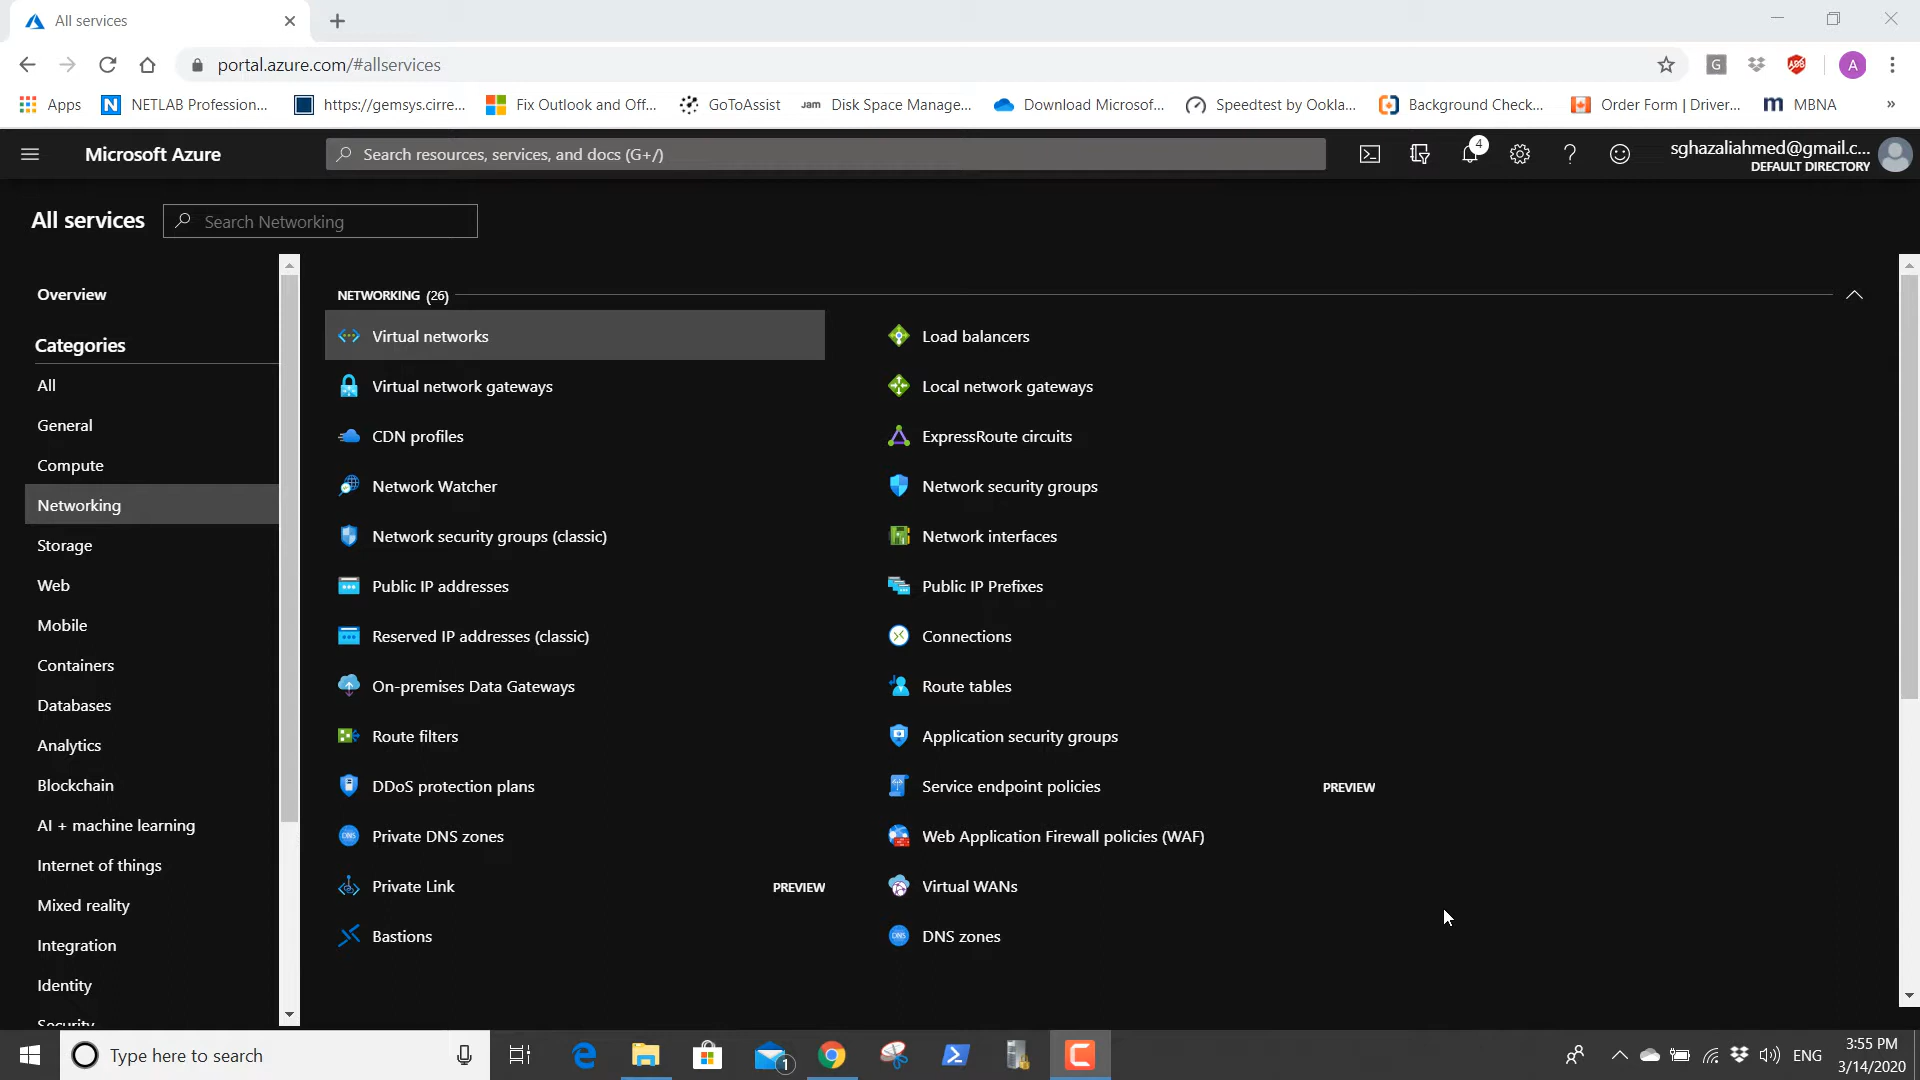 All services
portal.azure.com/#allservices
G
ABP
A
Apps
NETLAB Profession...
https://gemsys.cirre...
Fix Outlook and Off...
GoToAssist
Jam
Disk Space Manage...
Download Microsof...
Speedtest by Ookla...
Background Check...
Order Form | Driver...
MBNA
»
Microsoft Azure
Search resources, services, and docs (G+/)
4
sghazaliahmed@gmail.c...
DEFAULT DIRECTORY
All services
Search Networking
Overview
Categories
All
General
Compute
Networking
Storage
Web
Mobile
Containers
Databases
Analytics
Blockchain
AI + machine learning
Internet of things
Mixed reality
Integration
Identity
Security
NETWORKING (26)
Virtual networks
Load balancers
Virtual network gateways
Local network gateways
CDN profiles
ExpressRoute circuits
Network Watcher
Network security groups
Network security groups (classic)
Network interfaces
Public IP addresses
Public IP Prefixes
Reserved IP addresses (classic)
Connections
On-premises Data Gateways
Route tables
Route filters
Application security groups
DDoS protection plans
Service endpoint policies PREVIEW
Private DNS zones
Web Application Firewall policies (WAF)
Private Link PREVIEW
Virtual WANs
Bastions
DNS zones
Type here to search
1
ENG
3:55 PM
3/14/2020